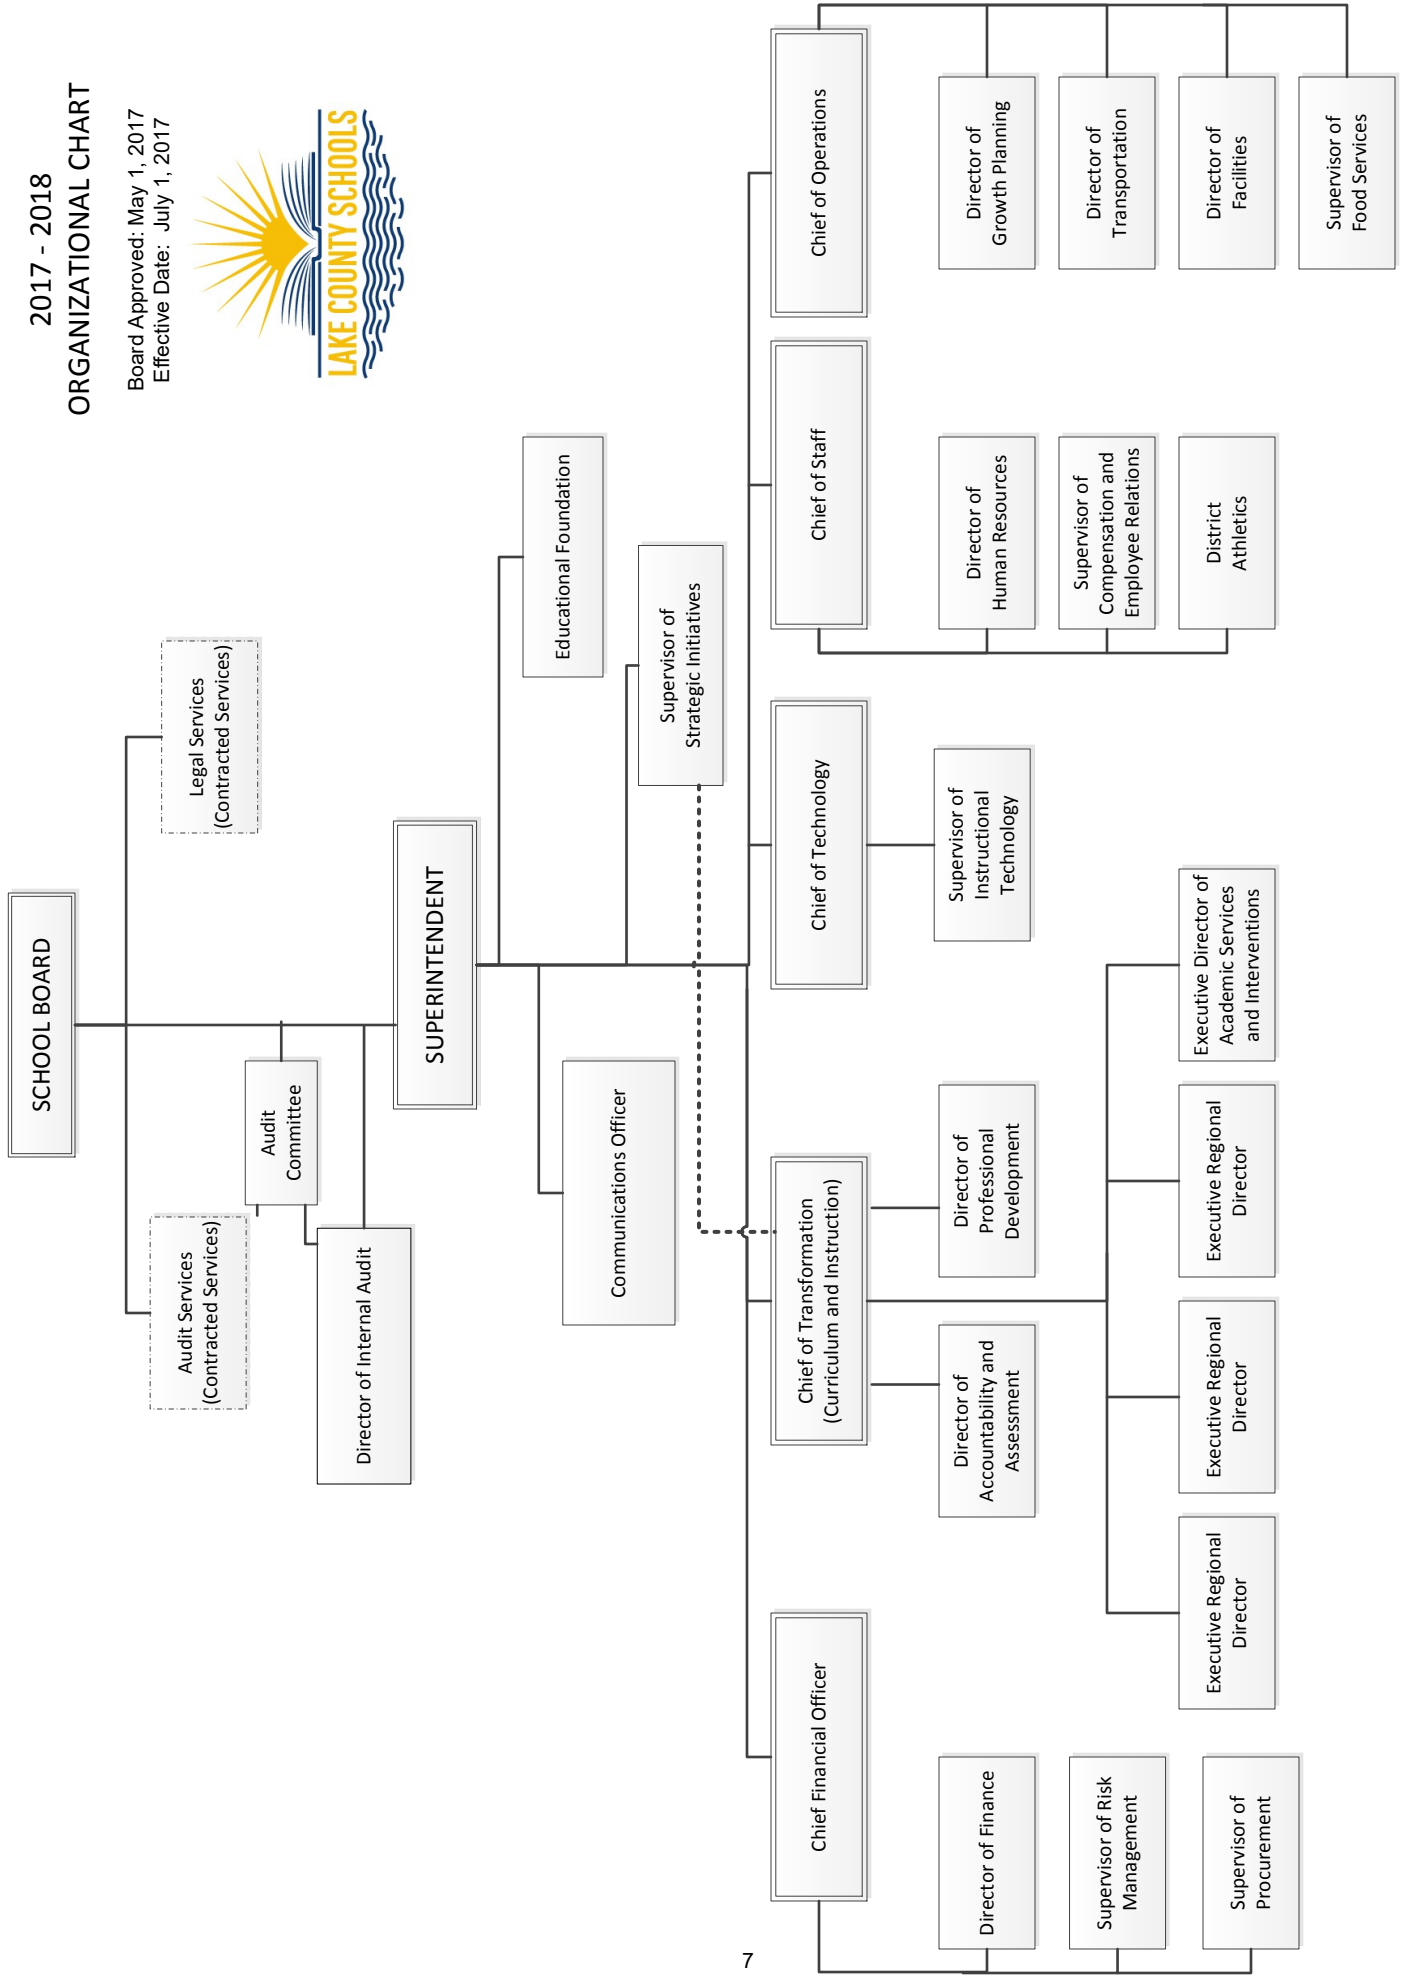 2017 - 2018
ORGANIZATIONAL CHART
Board Approved: May 1, 2017
Effective Date: July 1, 2017
LAKE COUNTY SCHOOLS
SCHOOL BOARD
Audit Services
(Contracted Services)
Legal Services
(Contracted Services)
Audit
Committee
Director of Internal Audit
SUPERINTENDENT
Educational Foundation
Communications Officer
Supervisor of
Strategic Initiatives
Chief Financial Officer
Chief of Transformation
(Curriculum and Instruction)
Chief of Technology
Chief of Staff
Chief of Operations
Director of Finance
Supervisor of Risk
Management
Supervisor of
Procurement
Director of
Accountability and
Assessment
Director of
Professional
Development
Executive Regional
Director
Executive Regional
Director
Executive Regional
Director
Executive Director of
Academic Services
and Interventions
Supervisor of
Instructional
Technology
Director of
Human Resources
Supervisor of
Compensation and
Employee Relations
District
Athletics
Director of
Growth Planning
Director of
Transportation
Director of
Facilities
Supervisor of
Food Services
7